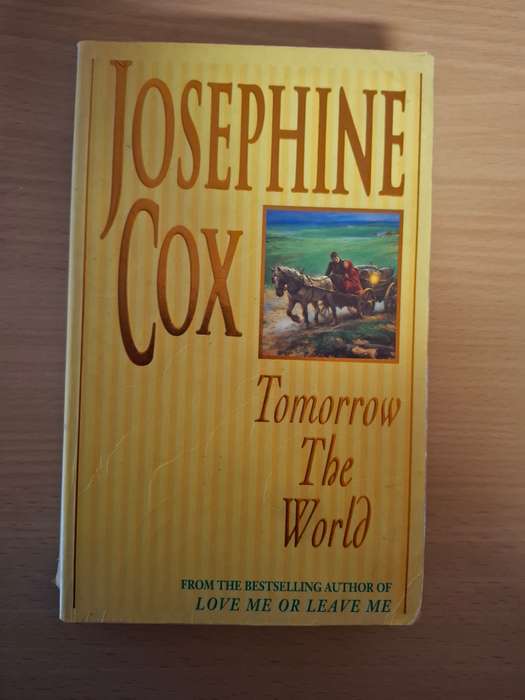 JOSEPHINE
COX
Tomorrow
The
World
FROM THE BESTSELLING AUTHOR OF
LOVE ME OR LEAVE ME